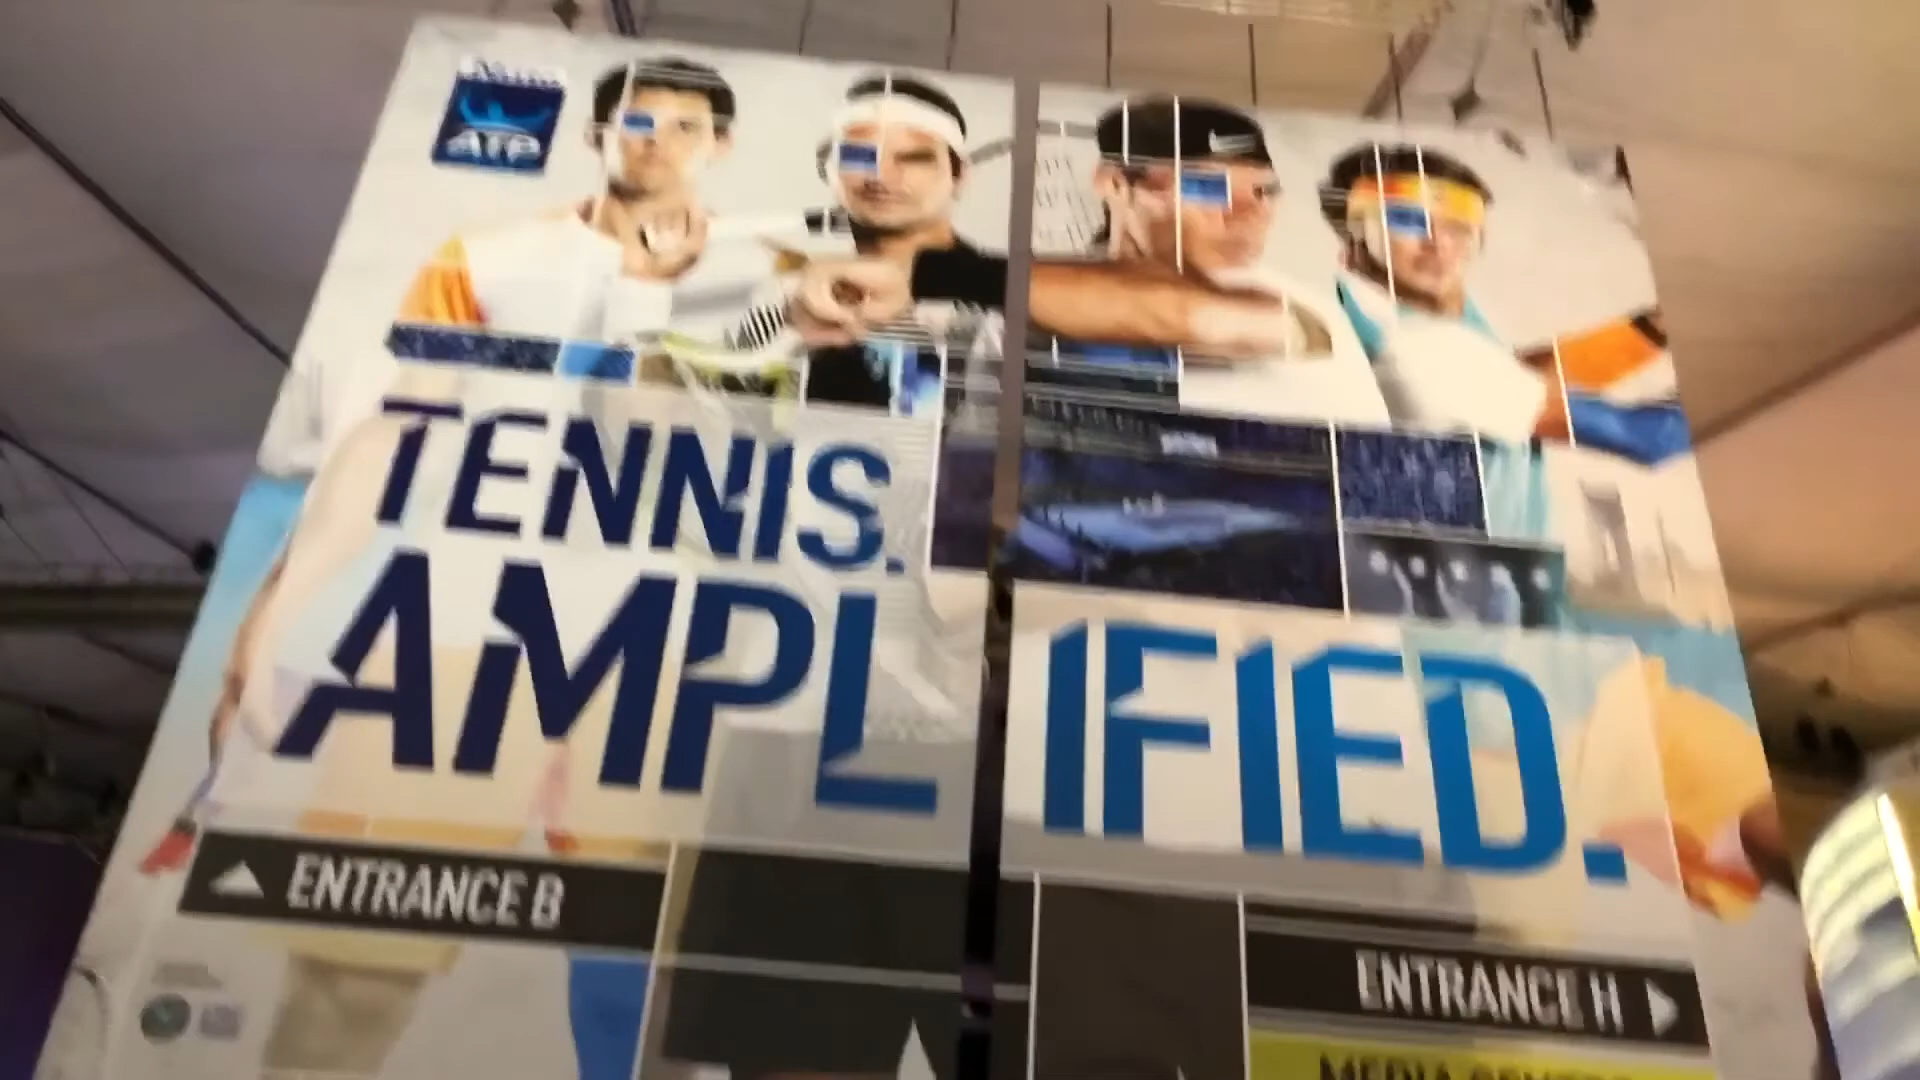 ATP
TENNIS.
AMPLIFIED.
ENTRANCE B
ENTRANCE H